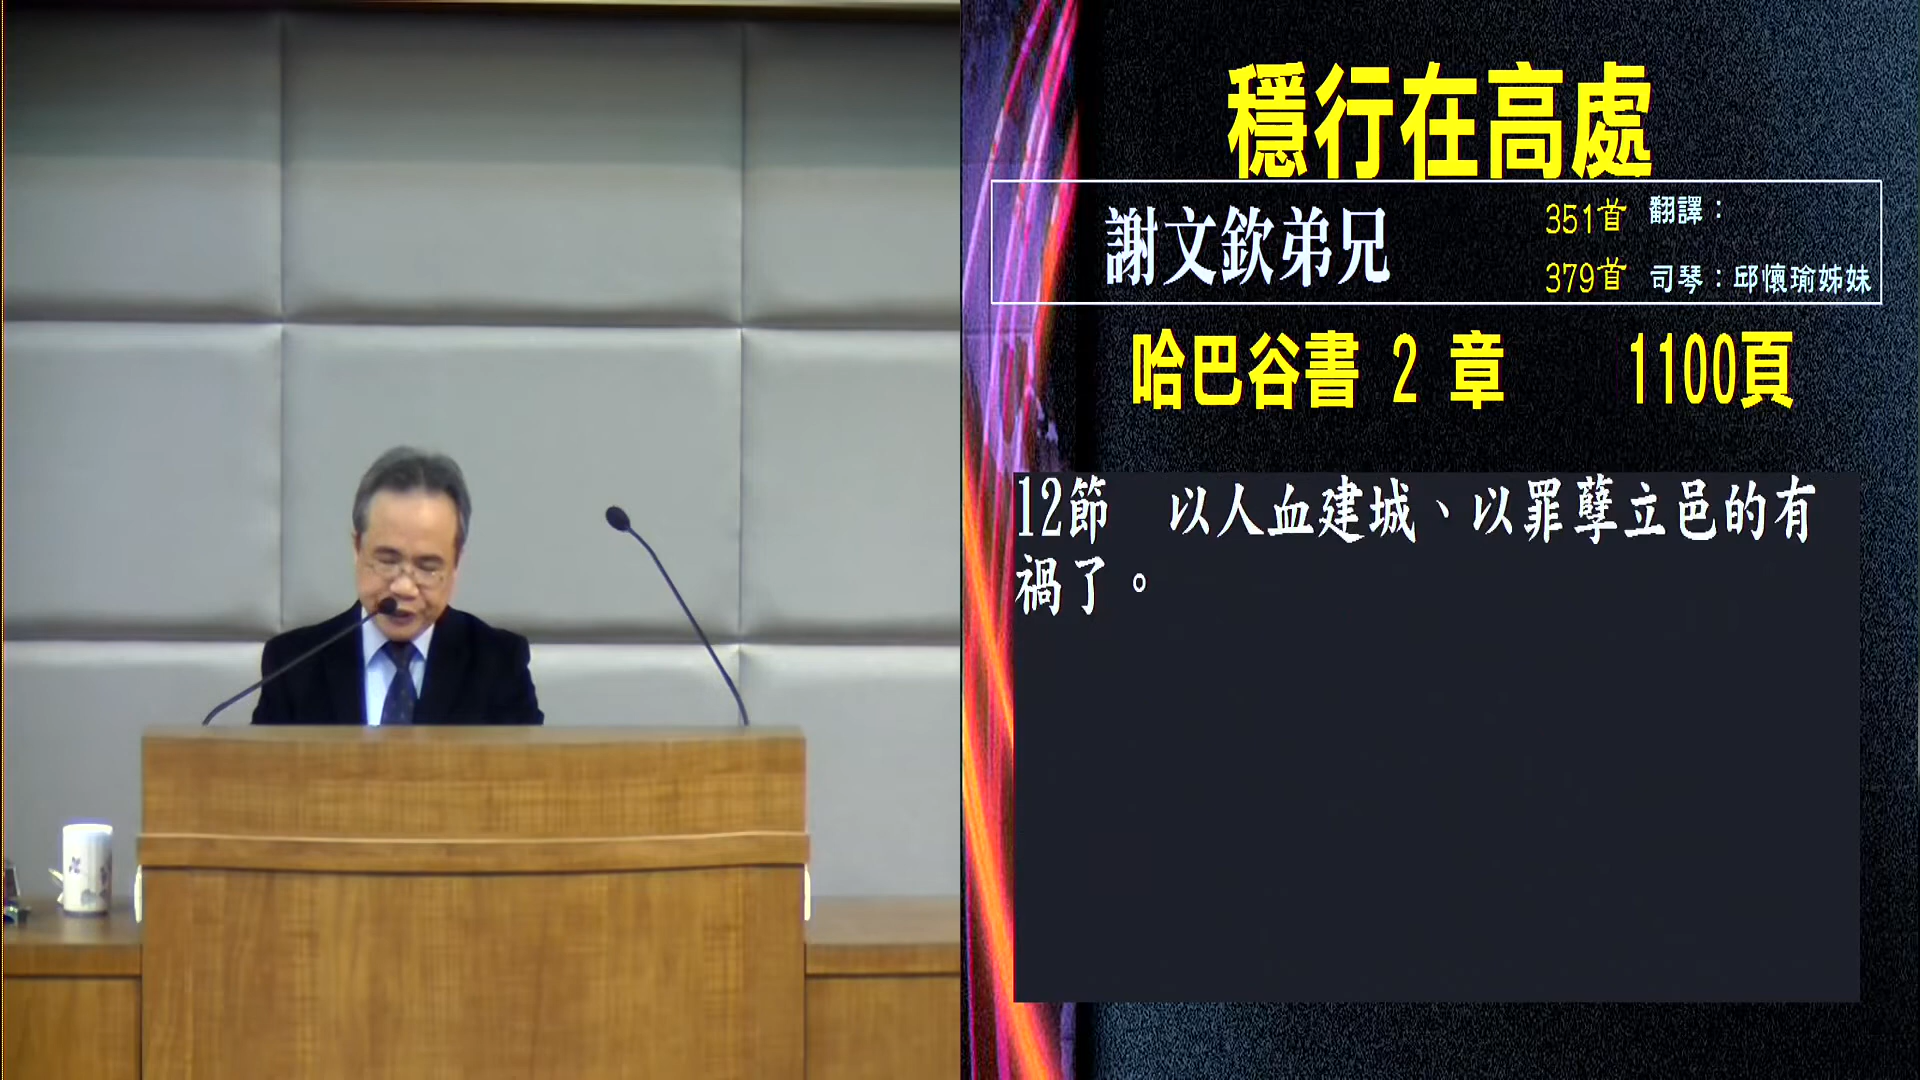 穩行在高處
謝文欽弟兄
351首 翻譯：
379首 司琴：邱懷瑜姊妹
哈巴谷書 2 章 1100頁
12節 以人血建城、以罪孽立邑的有
禍了。